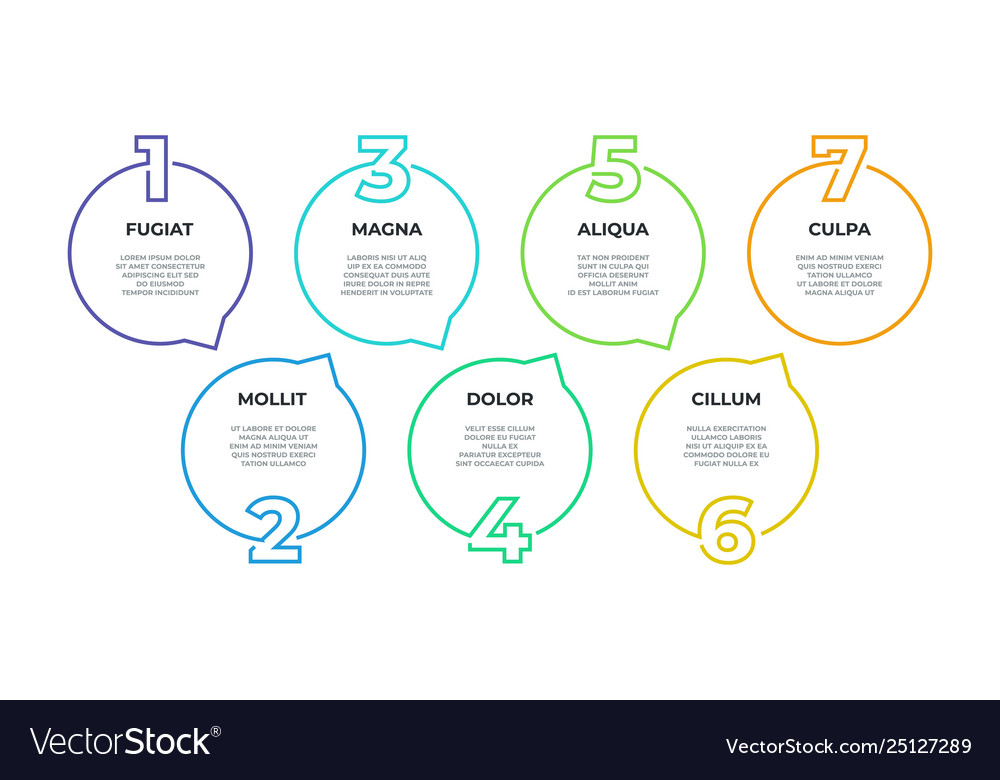 1
FUGIAT
LOREM IPSUM DOLOR
SIT AMET CONSECTETUR
ADIPISCING ELIT SED
DO EIUSMOD
TEMPOR INCIDIDUNT
3
MAGNA
LABORIS NISI UT ALIQ
UIP EX EA COMMODO
CONSEQUAT DUIS AUTE
IRURE DOLOR IN REPRE
HENDERIT IN VOLUPTATE
5
ALIQUA
TAT NON PROIDENT
SUNT IN CULPA QUI
OFFICIA DESERUNT
MOLLIT ANIM
ID EST LABORUM FUGIAT
7
CULPA
ENIM AD MINIM VENIAM
QUIS NOSTRUD EXERCI
TATION ULLAMCO
UT LABORE ET DOLORE
MAGNA ALIQUA UT
MOLLIT
UT LABORE ET DOLORE
MAGNA ALIQUA UT
ENIM AD MINIM VENIAM
QUIS NOSTRUD EXERCI
TATION ULLAMCO
2
DOLOR
VELIT ESSE CILLUM
DOLORE EU FUGIAT
NULLA EX
PARIATUR EXCEPTEUR
SINT OCCAECAT CUPIDA
4
CILLUM
NULLA EXERCITATION
ULLAMCO LABORIS
NISI UT ALIQUIP EX EA
COMMODO DOLORE EU
FUGIAT NULLA EX
6
VectorStock®
VectorStock.com/25127289